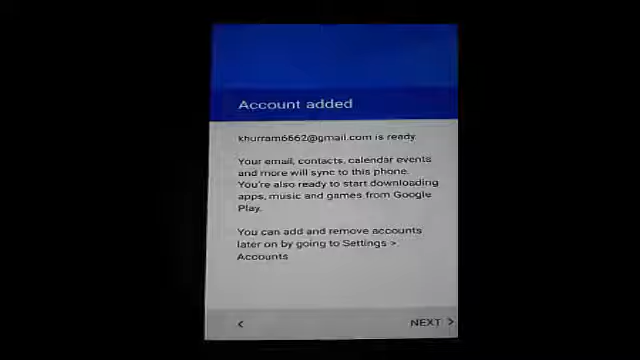 Account added
khurram6662@gmail.com is ready.
Your email, contacts, calendar events
and more will sync to this phone.
You're also ready to start downloading
apps, music and games from Google
Play.
You can add and remove accounts
later on by going to Settings >
Accounts
< NEXT >